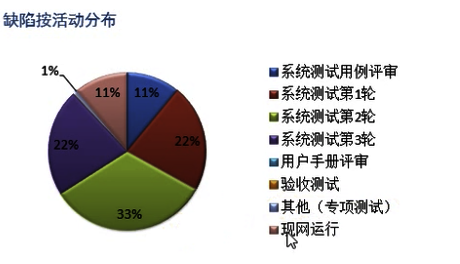 缺陷按活动分布
1%
11%
11%
22%
22%
33%
系统测试用例评审
系统测试第1轮
系统测试第2轮
系统测试第3轮
用户手册评审
验收测试
其他（专项测试）
现网运行